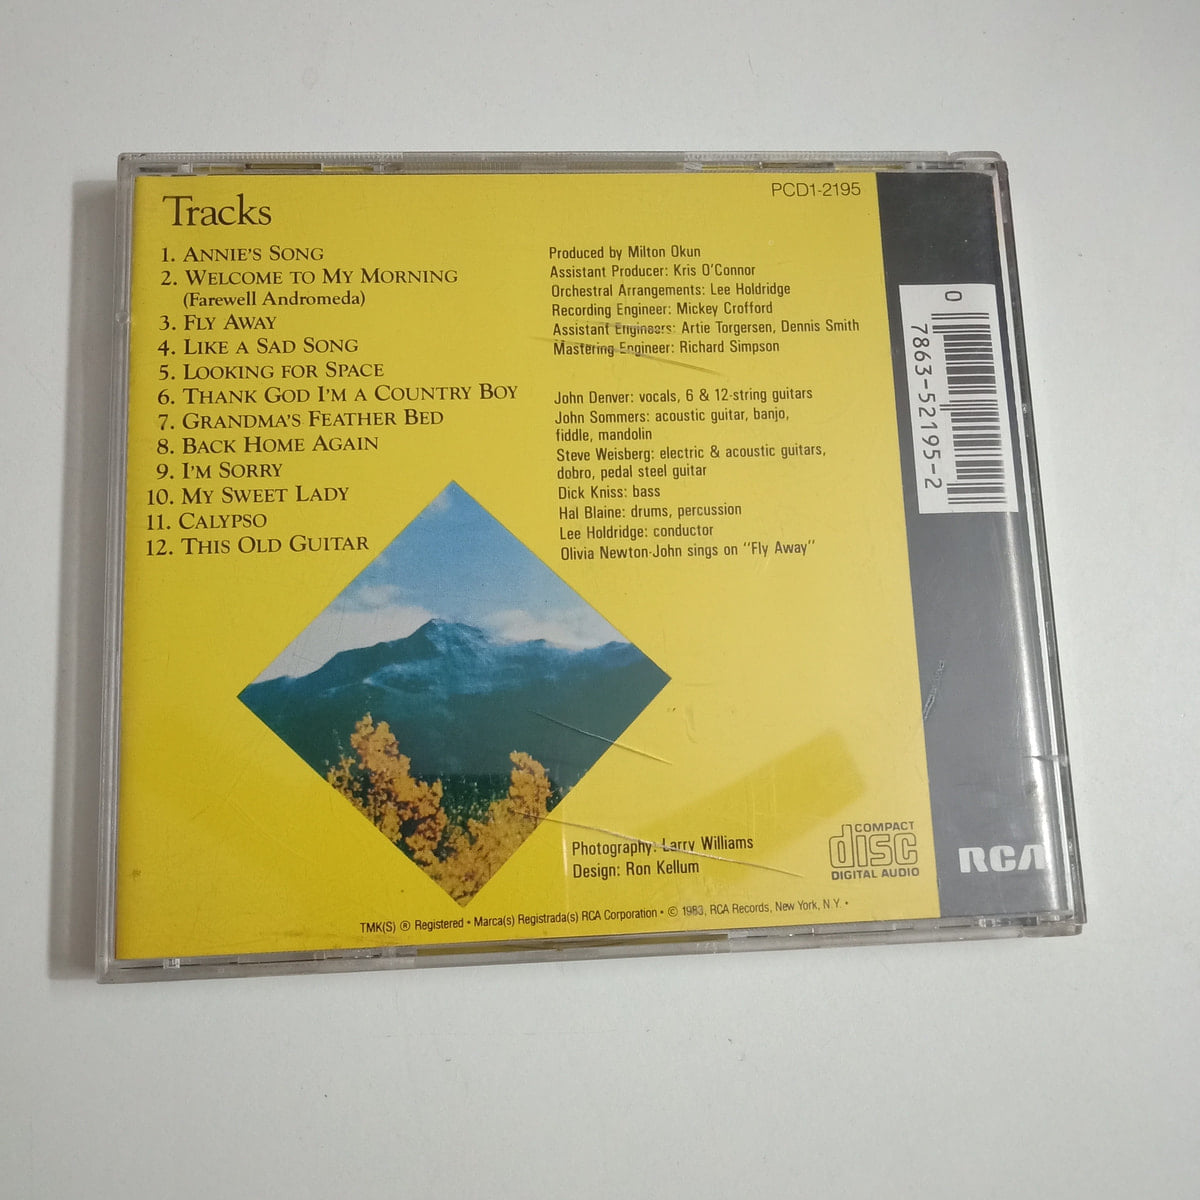 PCD1-2195
Tracks
1. ANNIE'S SONG
2. WELCOME TO MY MORNING
(Farewell Andromeda)
3. FLY AWAY
4. LIKE A SAD SONG
5. LOOKING FOR SPACE
6. THANK GOD I'M A COUNTRY BOY
7. GRANDMA'S FEATHER BED
8. BACK HOME AGAIN
9. I'M SORRY
10. MY SWEET LADY
11. CALYPSO
12. THIS OLD GUITAR
Produced by Milton Okun
Assistant Producer: Kris O'Connor
Orchestral Arrangements: Lee Holdridge
Recording Engineer: Mickey Crofford
Assistant Engineers: Artie Torgersen, Dennis Smith
Mastering Engineer: Richard Simpson
John Denver: vocals, 6 & 12-string guitars
John Sommers: acoustic guitar, banjo,
fiddle, mandolin
Steve Weisberg: electric & acoustic guitars,
dobro, pedal steel guitar
Dick Kniss: bass
Hal Blaine: drums, percussion
Lee Holdridge: conductor
Olivia Newton-John sings on "Fly Away"
0
7863-52195-2
Photography: Larry Williams
Design: Ron Kellum
COMPACT
disc
DIGITAL AUDIO
RCA
TMK(S) ® Registered • Marca(s) Registrada(s) RCA Corporation • © 1983, RCA Records, New York, N.Y. •